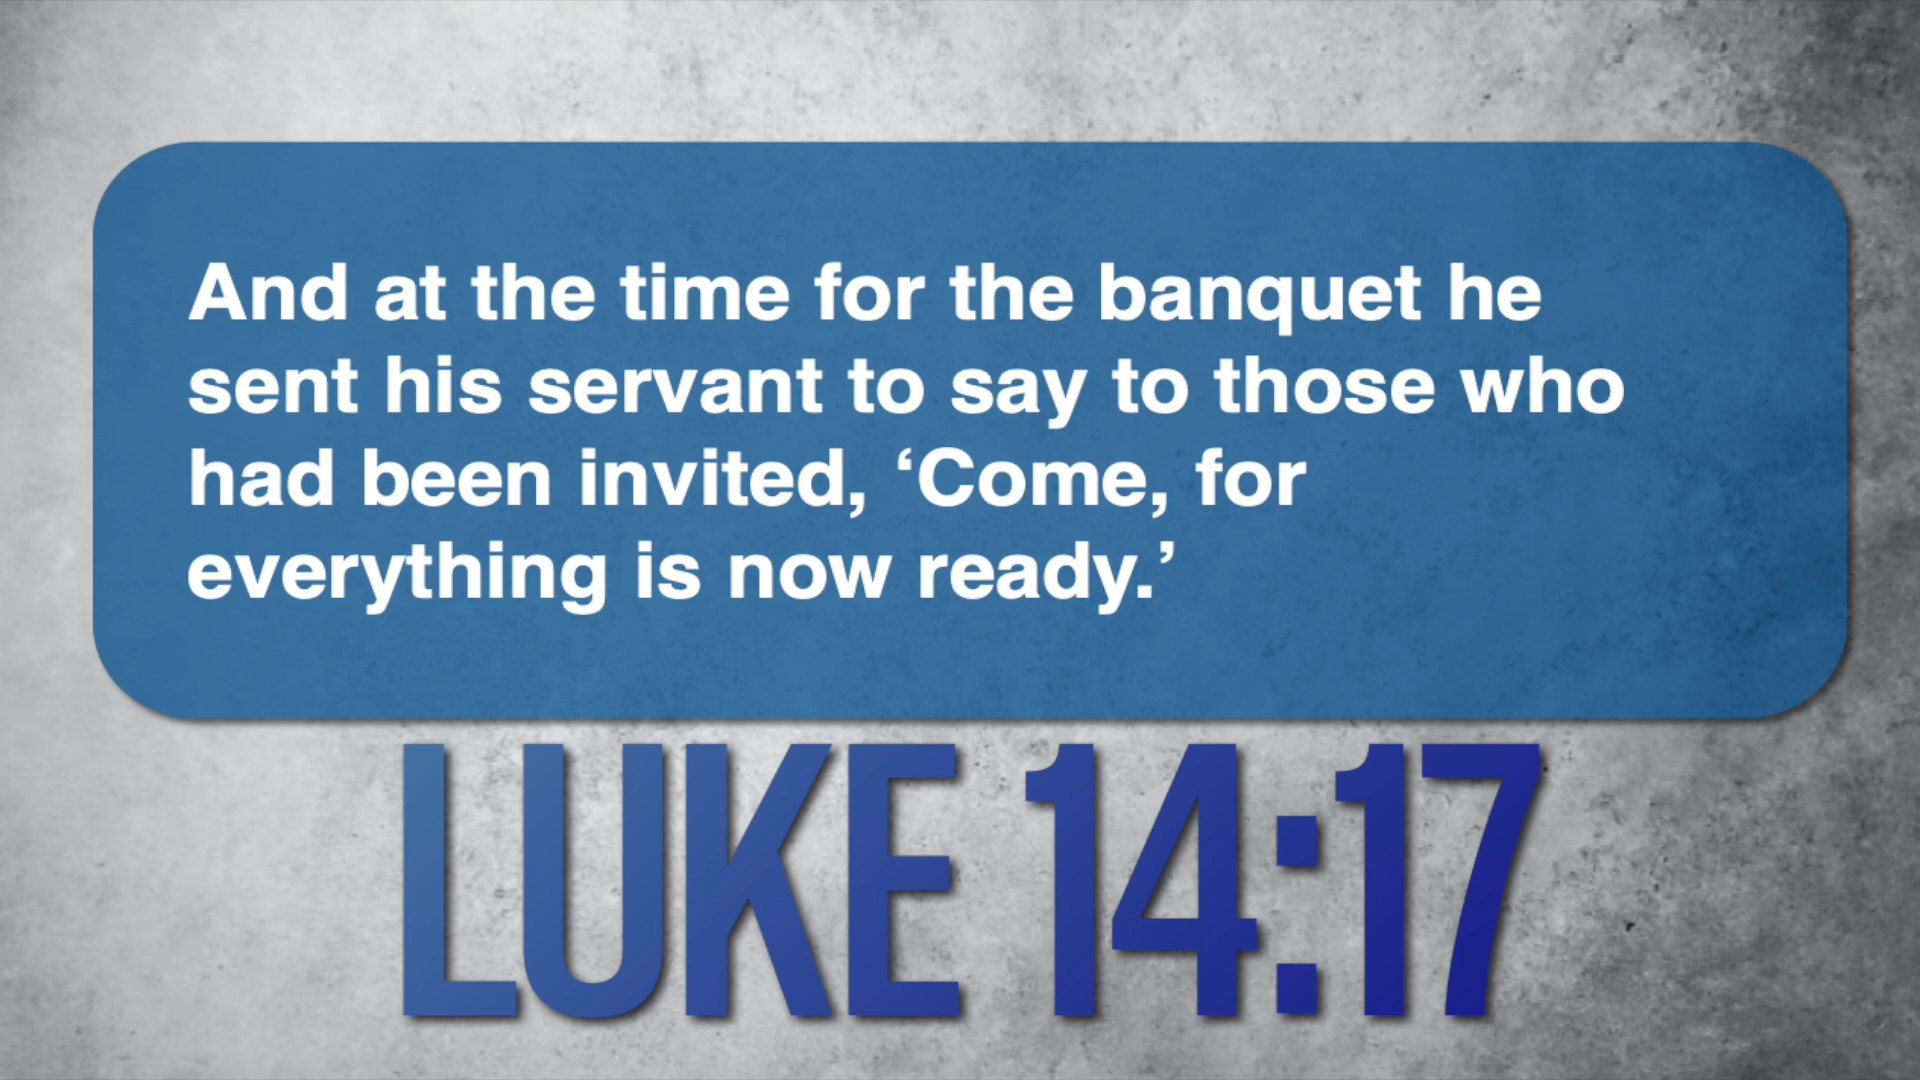 And at the time for the banquet he
sent his servant to say to those who
had been invited, ‘Come, for
everything is now ready.’
LUKE 14:17